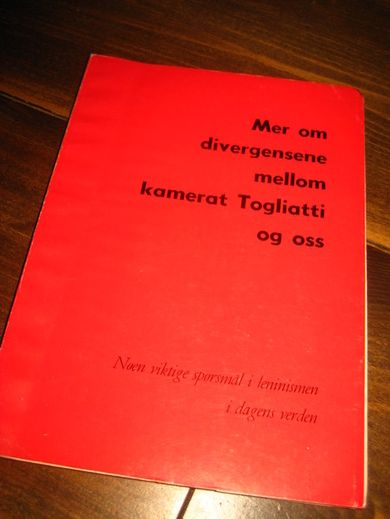 Mer om
divergensene
mellom
kamerat Togliatti
og oss
Noen viktige spørsmål i leninismen
i dagens verden